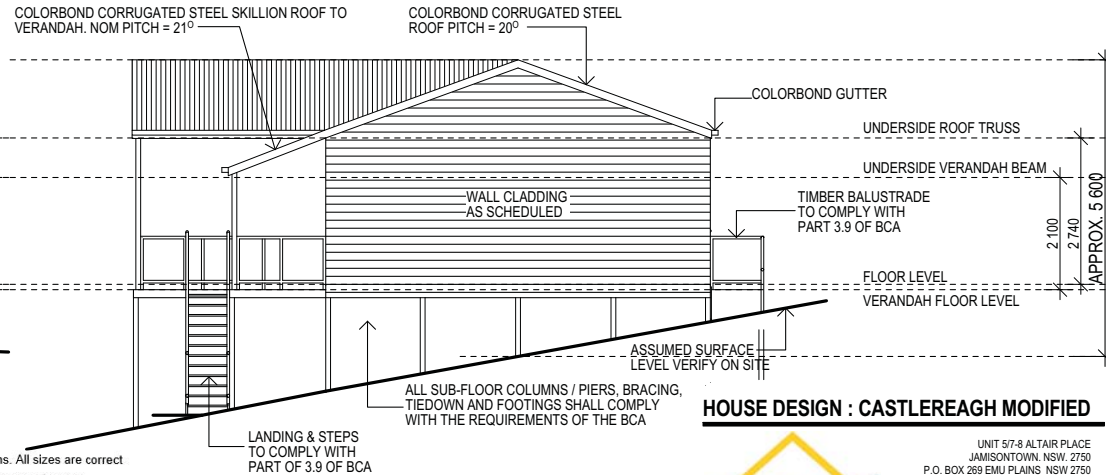 COLORBOND CORRUGATED STEEL SKILLION ROOF TO
VERANDAH. NOM PITCH = 21°
COLORBOND CORRUGATED STEEL
ROOF PITCH = 20°
COLORBOND GUTTER
UNDERSIDE ROOF TRUSS
UNDERSIDE VERANDAH BEAM
WALL CLADDING
AS SCHEDULED
TIMBER BALUSTRADE
TO COMPLY WITH
PART 3.9 OF BCA
2 100
2 740
APPROX. 5 600
FLOOR LEVEL
VERANDAH FLOOR LEVEL
ASSUMED SURFACE
LEVEL VERIFY ON SITE
ALL SUB-FLOOR COLUMNS / PIERS, BRACING,
TIEDOWN AND FOOTINGS SHALL COMPLY
WITH THE REQUIREMENTS OF THE BCA
LANDING & STEPS
TO COMPLY WITH
PART OF 3.9 OF BCA
HOUSE DESIGN : CASTLEREAGH MODIFIED
ns. All sizes are correct
UNIT 5/7-8 ALTAIR PLACE
JAMISONTOWN. NSW. 2750
P.O. BOX 269 EMU PLAINS NSW 2750